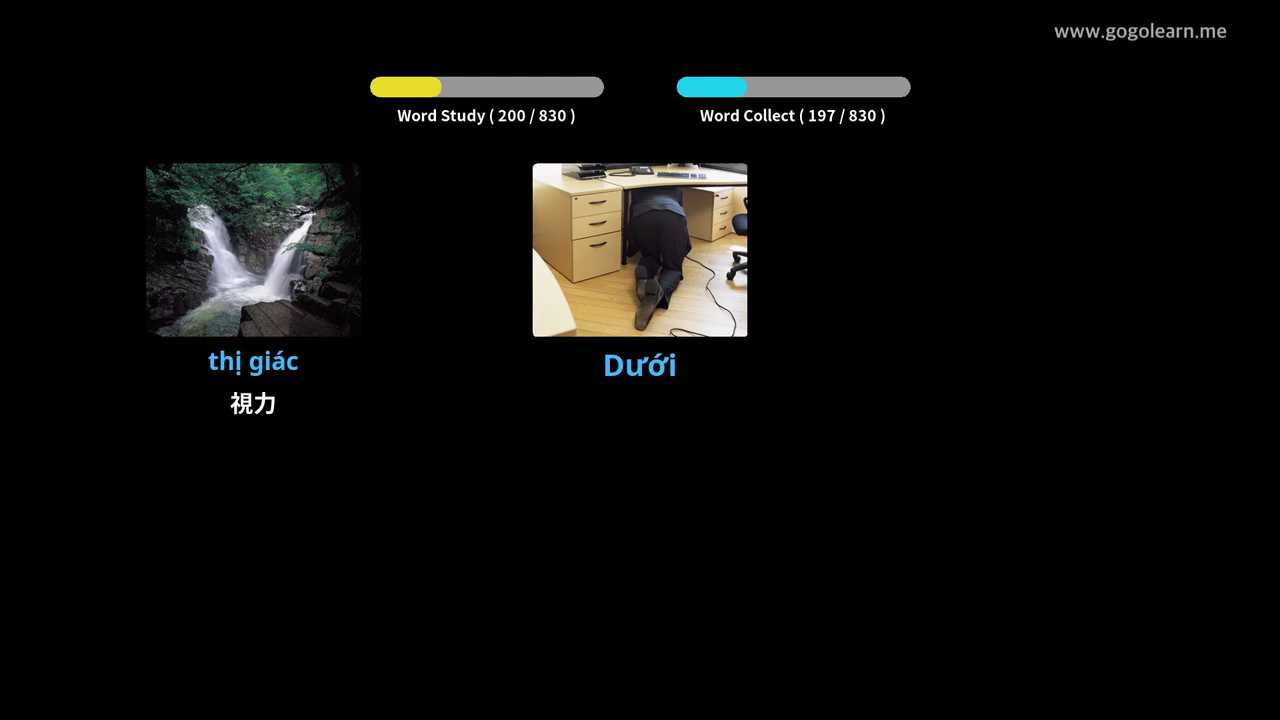 www.gogolearn.me
Word Study ( 200 / 830 )
Word Collect ( 197 / 830 )
thị giác
視力
Dưới